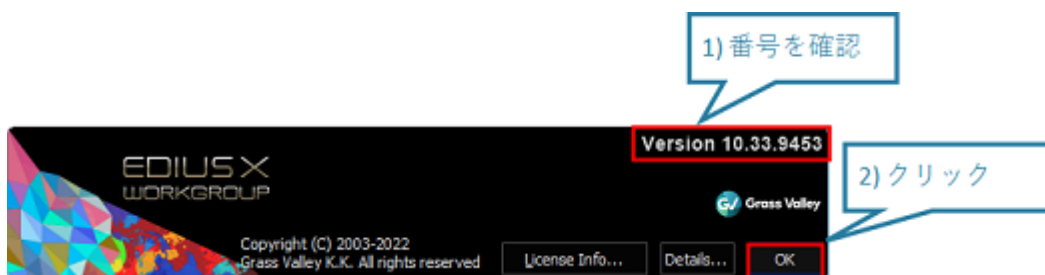 1) 番号を確認
Version 10.33.9453
EDIUS X
WORKGROUP
2) クリック
GV Grass Valley
Copyright (C) 2003-2022
Grass Valley K.K. All rights reserved
License Info...
Details...
OK